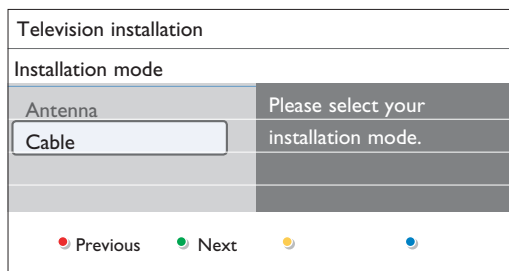 Television installation
Installation mode
Antenna
Cable
Please select your
installation mode.
Previous Next